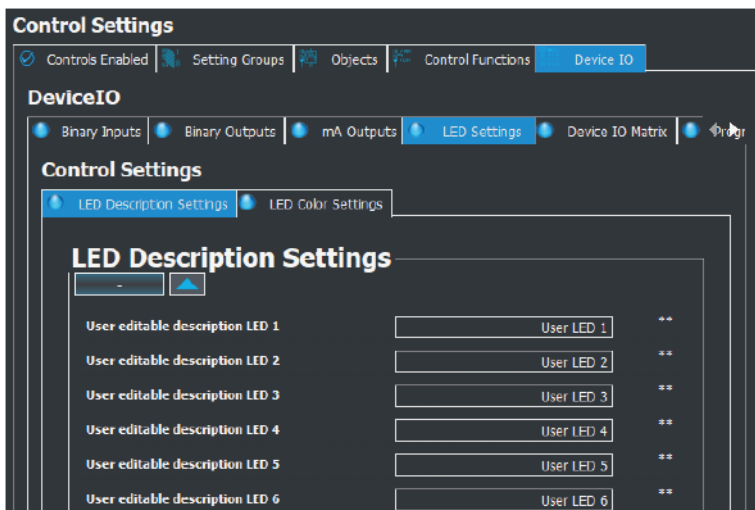 Control Settings
Controls Enabled Setting Groups Objects Control Functions Device IO
DeviceIO
Binary Inputs Binary Outputs mA Outputs LED Settings Device IO Matrix
Control Settings
LED Description Settings LED Color Settings
LED Description Settings
-
User editable description LED 1 User LED 1 **
User editable description LED 2 User LED 2 **
User editable description LED 3 User LED 3 **
User editable description LED 4 User LED 4 **
User editable description LED 5 User LED 5 **
User editable description LED 6 User LED 6 **